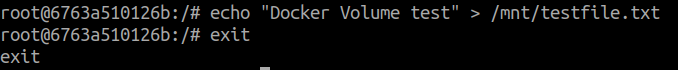 root@6763a510126b:/# echo "Docker Volume test" > /mnt/testfile.txt
root@6763a510126b:/# exit
exit